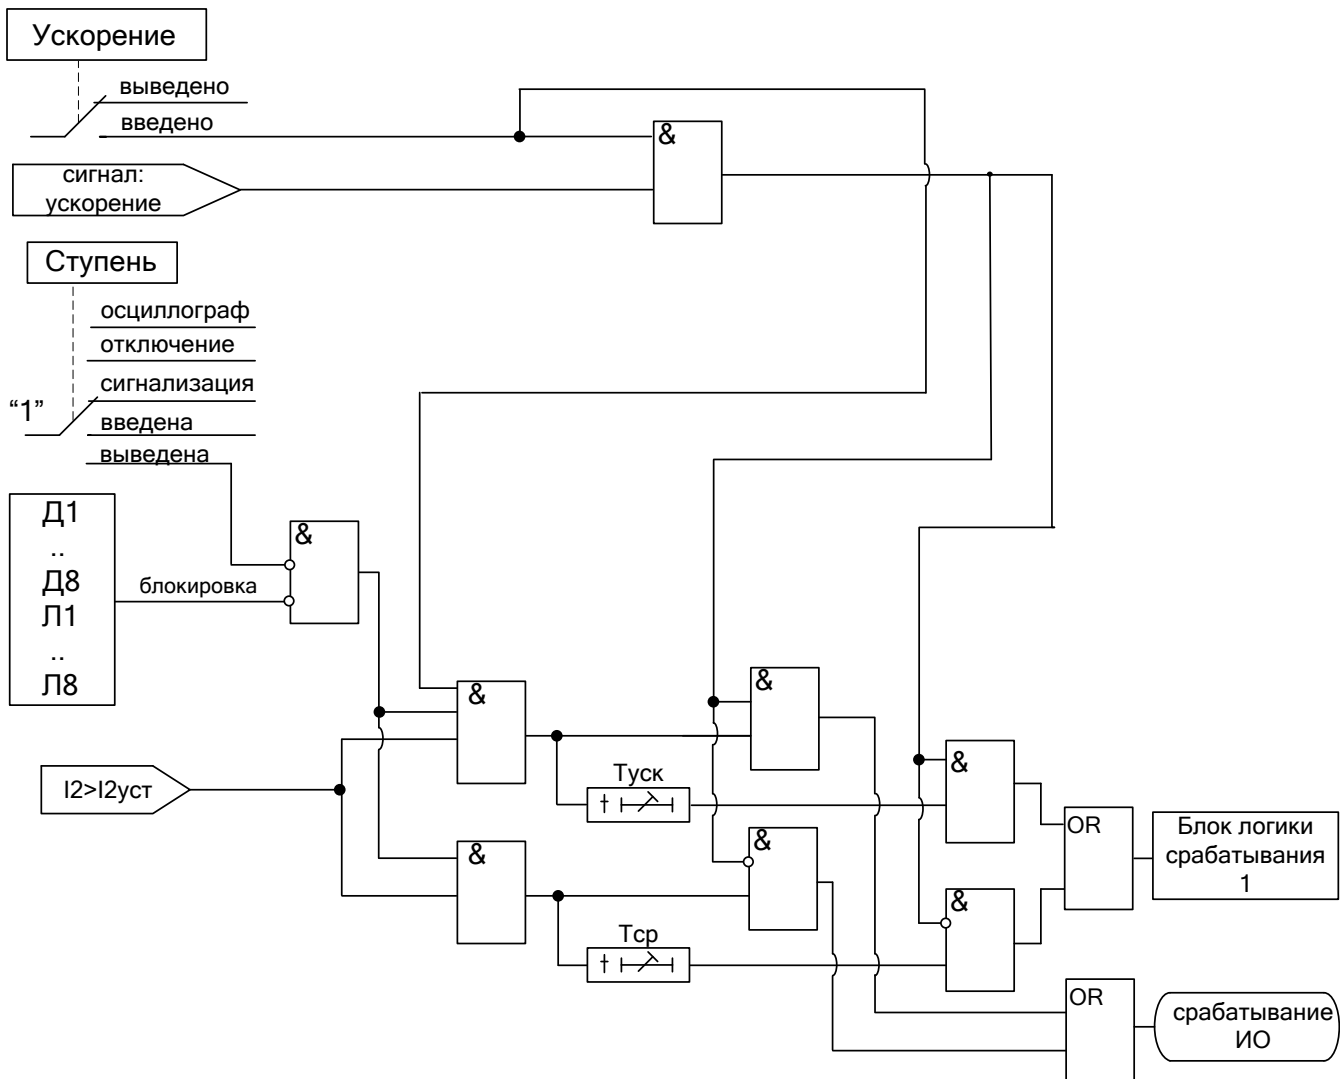 Ускорение
выведено
введено
&
сигнал:
ускорение
Ступень
осциллограф
отключение
сигнализация
“1”
введена
выведена
Д1
..
Д8
Л1
..
Л8
блокировка
&
&
&
I2>I2уст
Туск
&
&
&
Тср
&
OR
Блок логики
срабатывания
1
OR
срабатывание
ИО